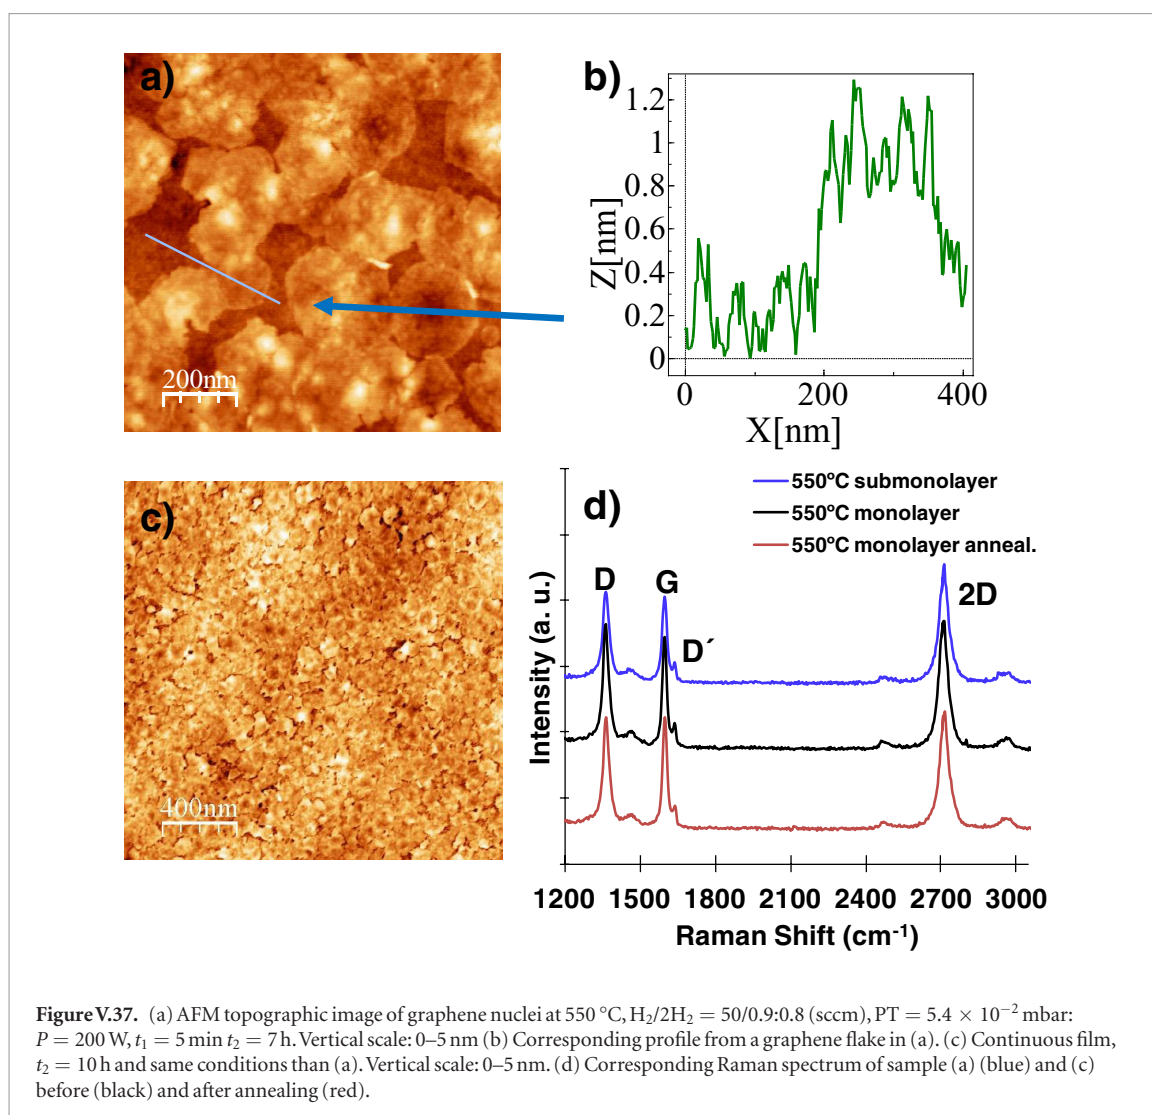 a)
200nm
b)
1.2
1
0.8
0.6
0.4
0.2
0
Z[nm]
0
200
400
X[nm]
c)
400nm
d)
550ºC submonolayer
550ºC monolayer
550ºC monolayer anneal.
D
G
D´
2D
Intensity (a. u.)
1200 1500 1800 2100 2400 2700 3000
Raman Shift (cm-1)
Figure V.37. (a) AFM topographic image of graphene nuclei at 550 °C, H2/2H2 = 50/0.9:0.8 (sccm), PT = 5.4 × 10−2 mbar:
P = 200 W, t1 = 5 min t2 = 7 h. Vertical scale: 0–5 nm (b) Corresponding profile from a graphene flake in (a). (c) Continuous film,
t2 = 10 h and same conditions than (a). Vertical scale: 0–5 nm. (d) Corresponding Raman spectrum of sample (a) (blue) and (c)
before (black) and after annealing (red).